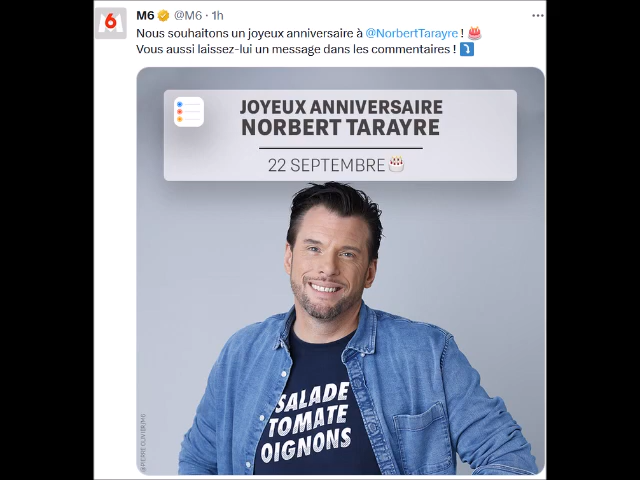 M6 @M6 · 1h
Nous souhaitons un joyeux anniversaire à @NorbertTarayre ! 🎂
Vous aussi laissez-lui un message dans les commentaires ! ⤵️
6
M
JOYEUX ANNIVERSAIRE
NORBERT TARAYRE
22 SEPTEMBRE🎂
SALADE
TOMATE
OIGNONS